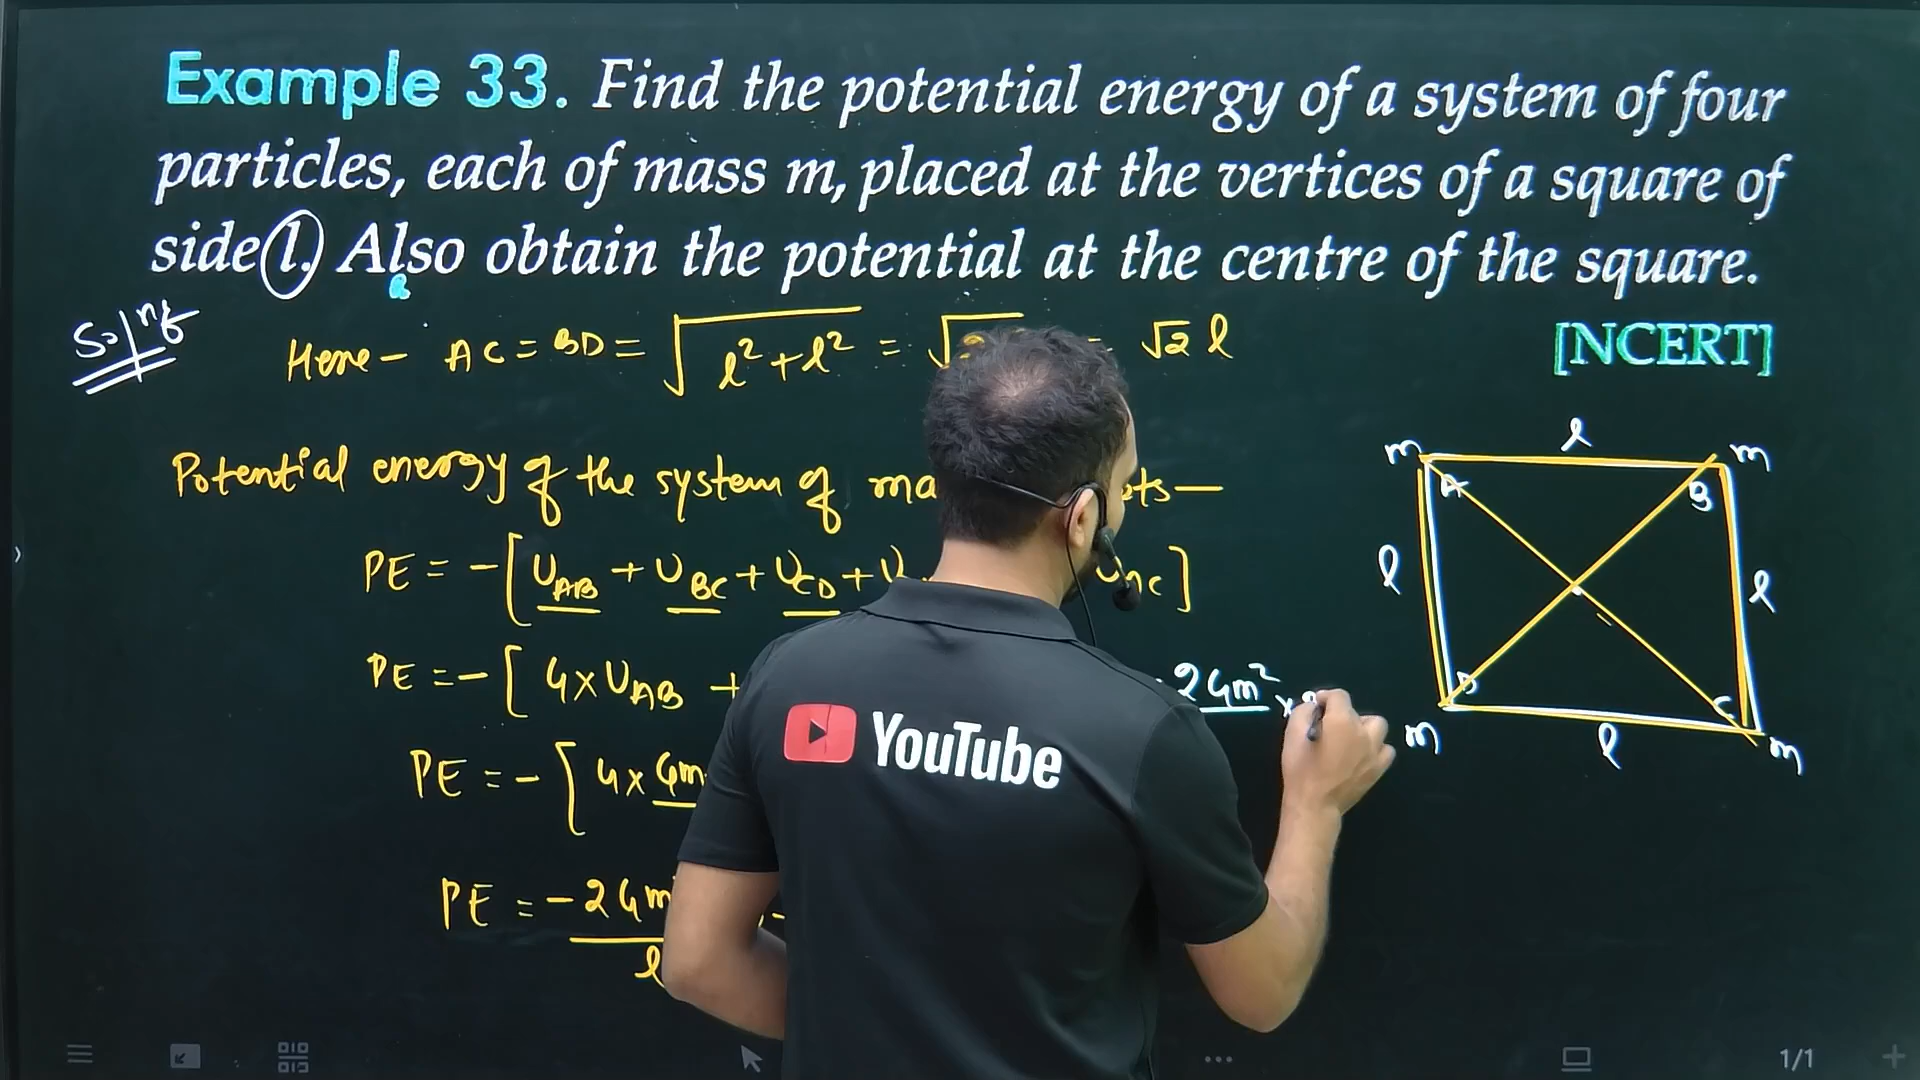 Example 33. Find the potential energy of a system of four
particles, each of mass m, placed at the vertices of a square of
side l. Also obtain the potential at the centre of the square.
[NCERT]
Soln
Here – AC = BD = √l² + l² = √ = √2 l
Potential energy of the system of
PE = – [U_AB + U_BC + U_CD + U
PE = – [4 × U_AB +
2Gm² ×
PE = – [4 × Gm
PE = –2Gm
l
m l m
A B
l l
D C
m l m
YouTube
1/1